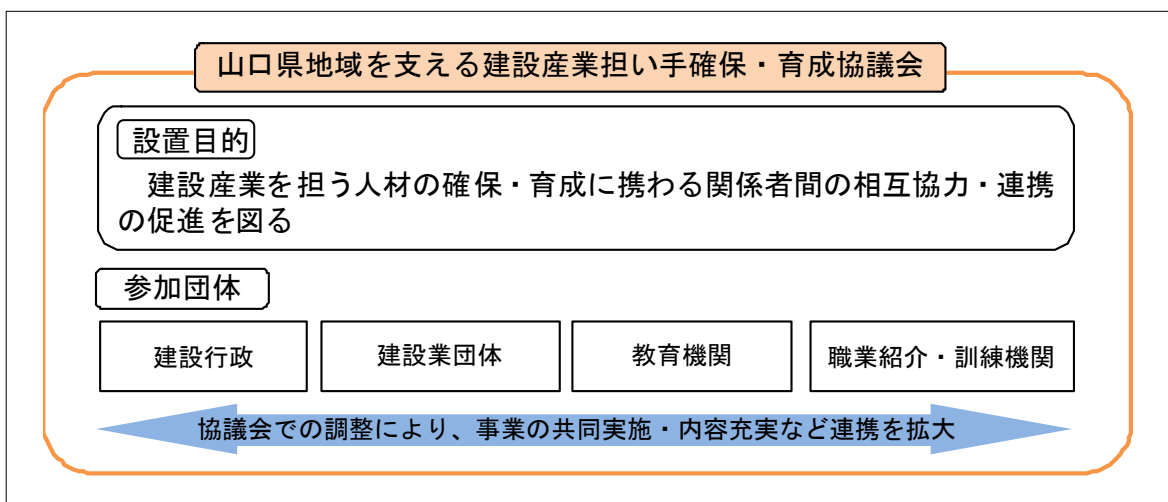 山口県地域を支える建設産業担い手確保・育成協議会
設置目的
建設産業を担う人材の確保・育成に携わる関係者間の相互協力・連携
の促進を図る
参加団体
建設行政
建設業団体
教育機関
職業紹介・訓練機関
協議会での調整により、事業の共同実施・内容充実など連携を拡大